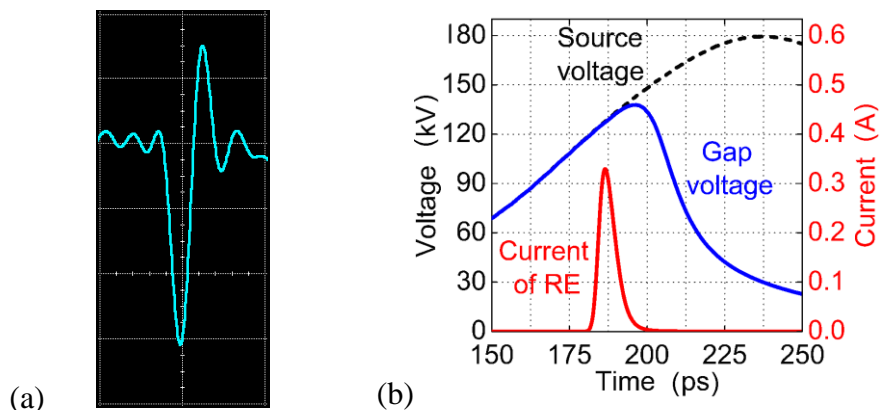 (a)
(b)
Voltage (kV)
180
150
120
90
60
30
0
Source
voltage
Gap
voltage
Current
of RE
0.6
0.5
0.4
0.3
0.2
0.1
0.0
Current (A)
150 175 200 225 250
Time (ps)